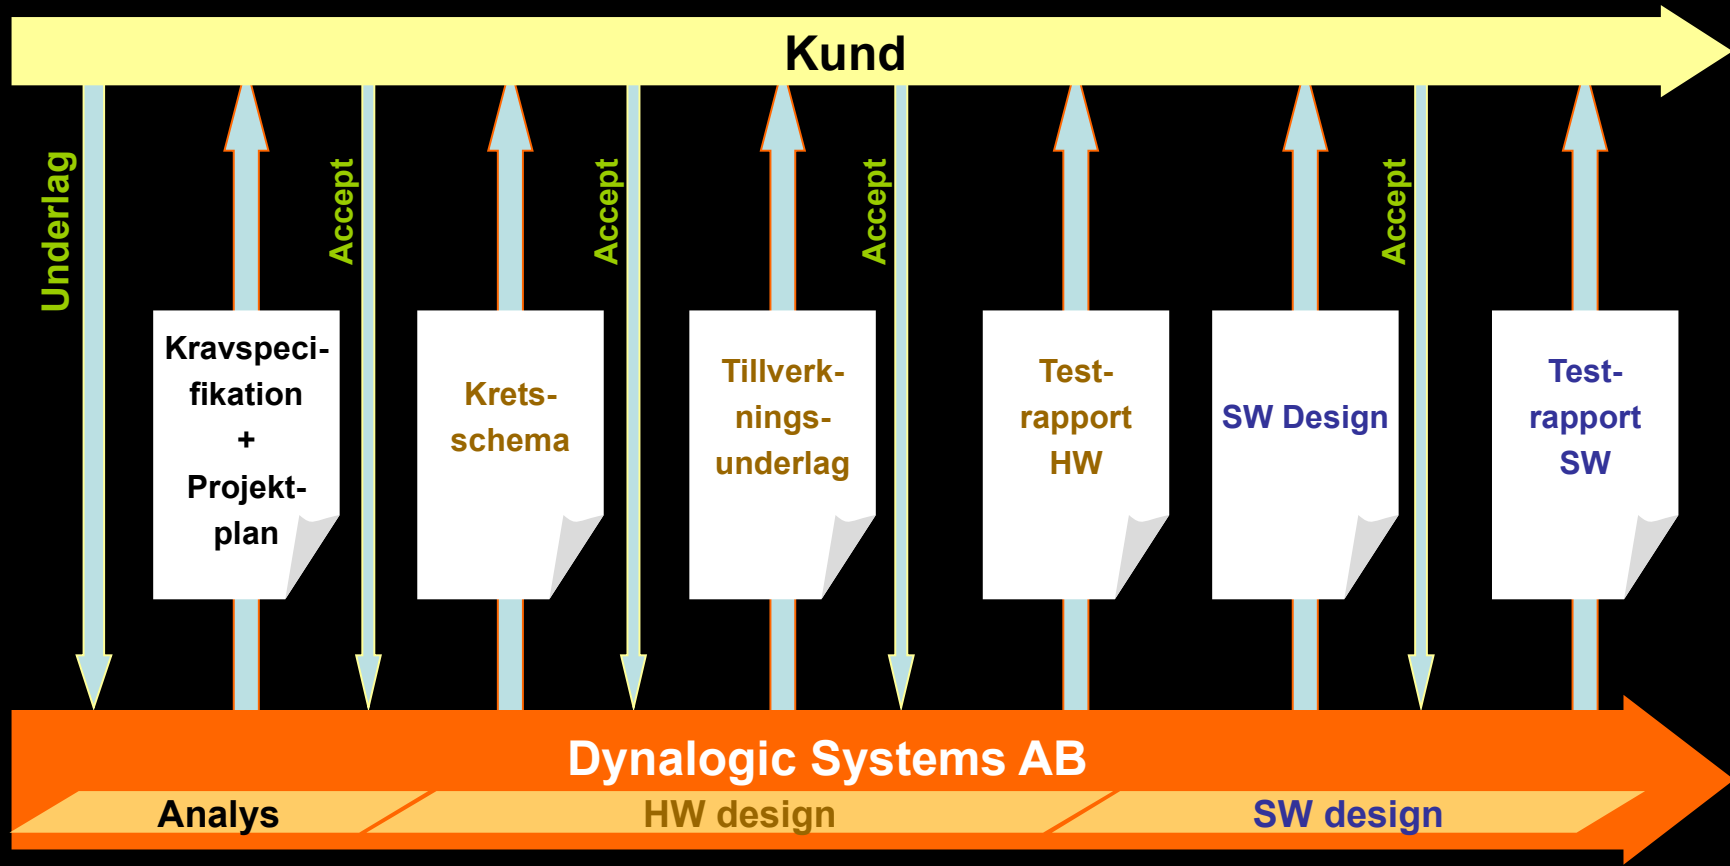 Kund
Underlag
Accept
Accept
Accept
Accept
Kravspeci-
fikation
+
Projekt-
plan
Krets-
schema
Tillverk-
nings-
underlag
Test-
rapport
HW
SW Design
Test-
rapport
SW
Dynalogic Systems AB
Analys
HW design
SW design